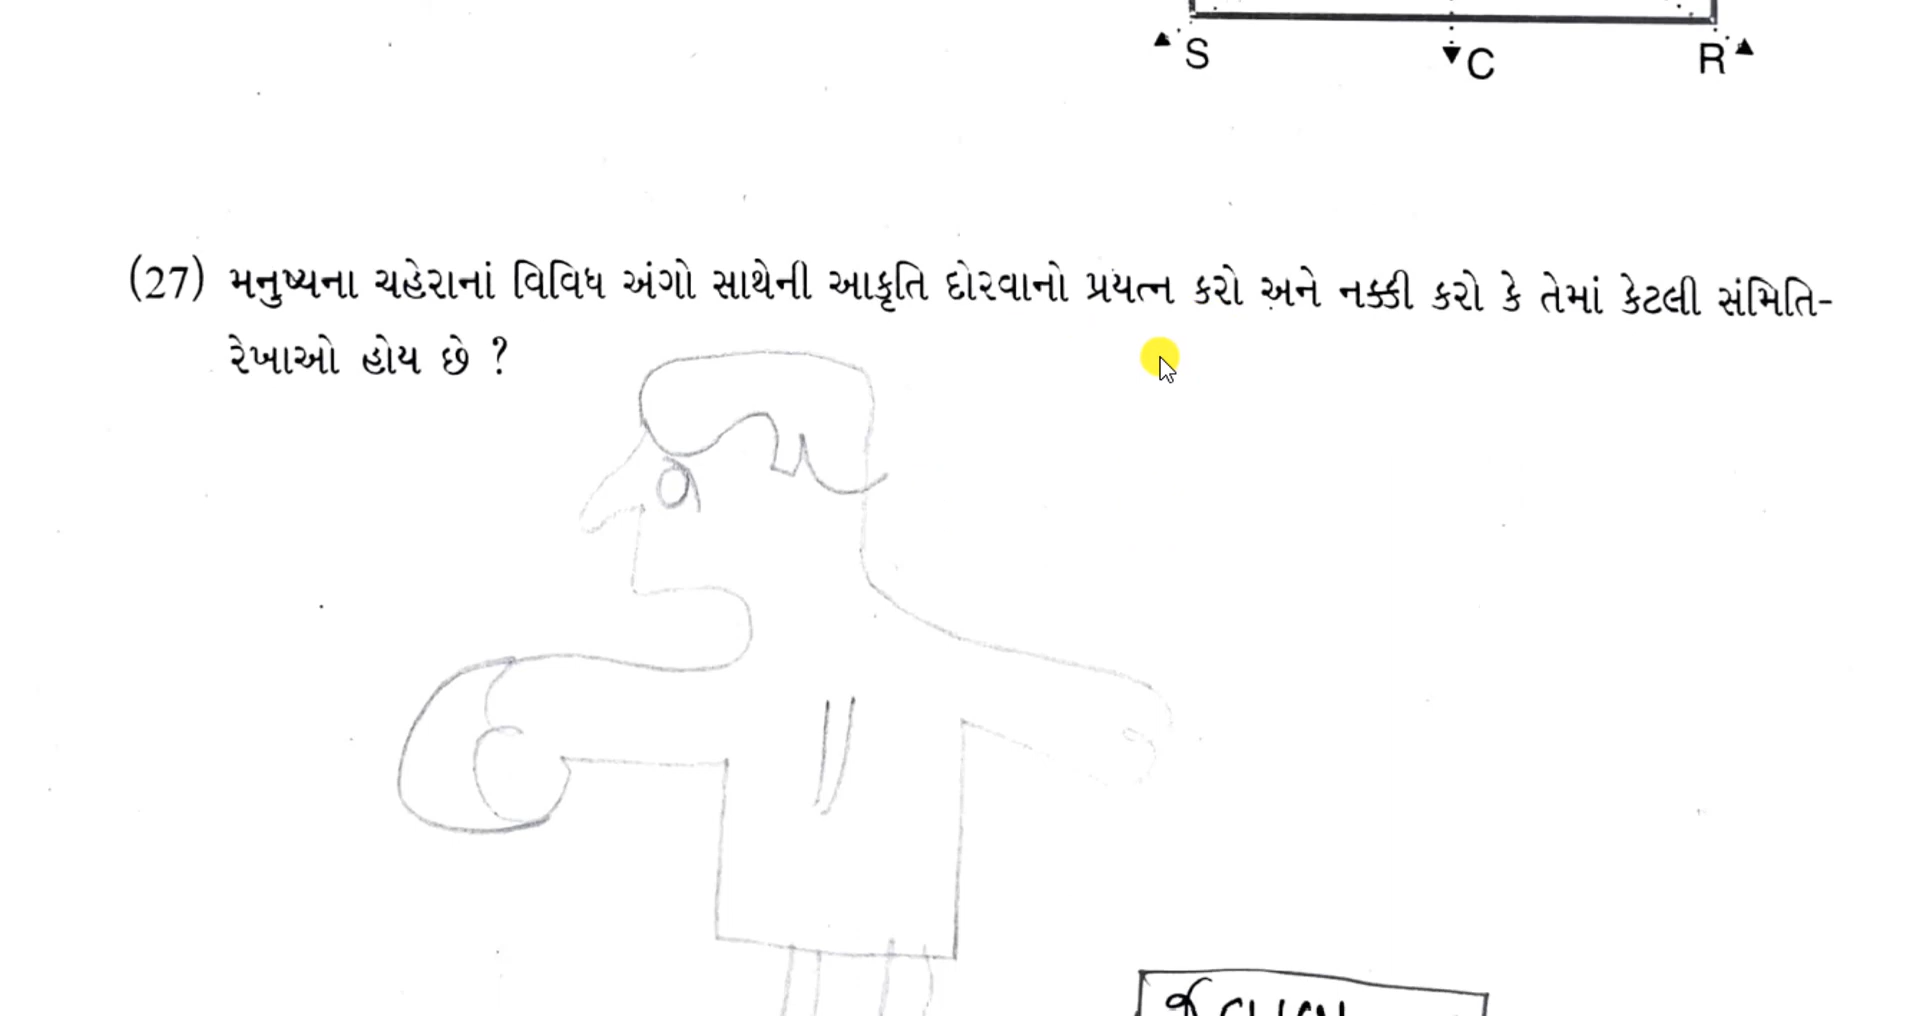 S C R
(27) મનુષ્યના ચહેરાનાં વિવિધ અંગો સાથેની આકૃતિ દોરવાનો પ્રયત્ન કરો અને નક્કી કરો કે તેમાં કેટલી સંમિતિ-
રેખાઓ હોય છે ?